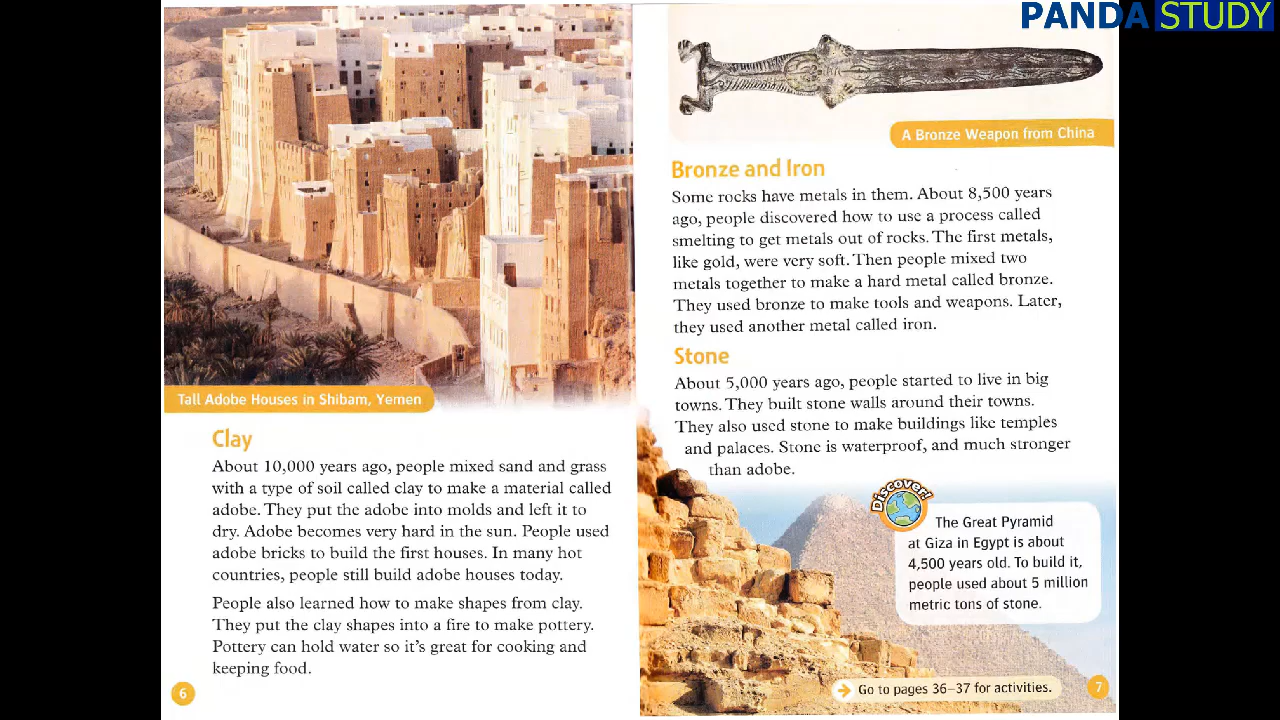 PANDA STUDY
Tall Adobe Houses in Shibam, Yemen
Clay
About 10,000 years ago, people mixed sand and grass
with a type of soil called clay to make a material called
adobe. They put the adobe into molds and left it to
dry. Adobe becomes very hard in the sun. People used
adobe bricks to build the first houses. In many hot
countries, people still build adobe houses today.
People also learned how to make shapes from clay.
They put the clay shapes into a fire to make pottery.
Pottery can hold water so it's great for cooking and
keeping food.
6
A Bronze Weapon from China
Bronze and Iron
Some rocks have metals in them. About 8,500 years
ago, people discovered how to use a process called
smelting to get metals out of rocks. The first metals,
like gold, were very soft. Then people mixed two
metals together to make a hard metal called bronze.
They used bronze to make tools and weapons. Later,
they used another metal called iron.
Stone
About 5,000 years ago, people started to live in big
towns. They built stone walls around their towns.
They also used stone to make buildings like temples
and palaces. Stone is waterproof, and much stronger
than adobe.
Discover!
The Great Pyramid
at Giza in Egypt is about
4,500 years old. To build it,
people used about 5 million
metric tons of stone.
Go to pages 36–37 for activities.
7